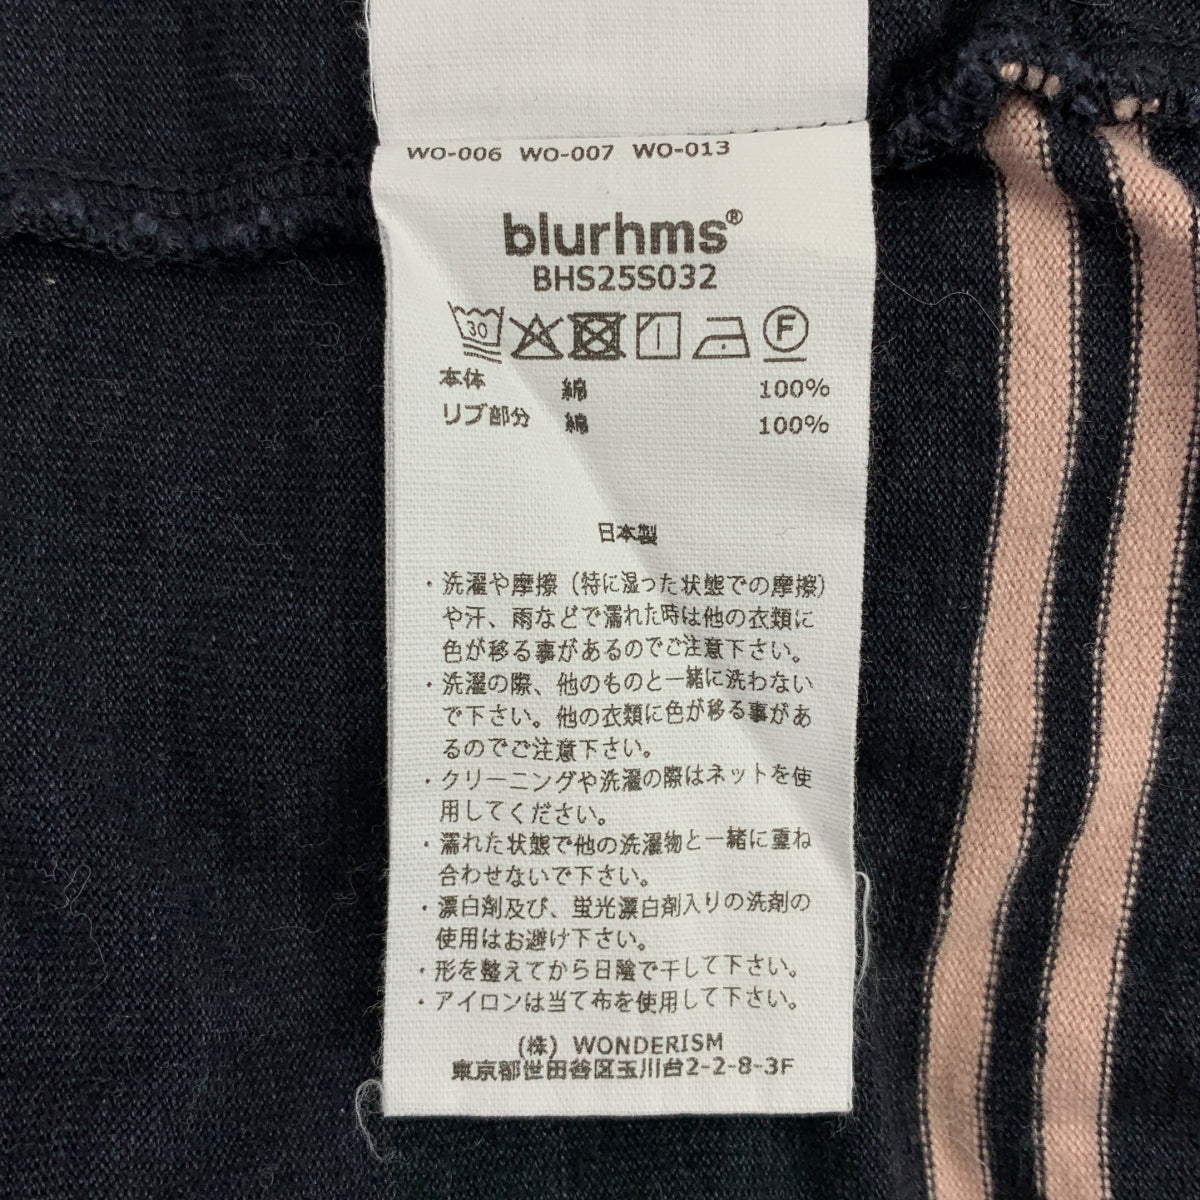 WO-006 WO-007 WO-013
blurhms®
BHS25S032
30 F
本体 綿 100%
リブ部分 綿 100%
日本製
・洗濯や摩擦（特に湿った状態での摩擦）
や汗、雨などで濡れた時は他の衣類に
色が移る事があるのでご注意下さい。
・洗濯の際、他のものと一緒に洗わない
で下さい。他の衣類に色が移る事があ
るのでご注意下さい。
・クリーニングや洗濯の際はネットを使
用してください。
・濡れた状態で他の洗濯物と一緒に重ね
合わせないで下さい。
・漂白剤及び、蛍光漂白剤入りの洗剤の
使用はお避け下さい。
・形を整えてから日陰で干して下さい。
・アイロンは当て布を使用して下さい。
(株) WONDERISM
東京都世田谷区玉川台2-2-8-3F